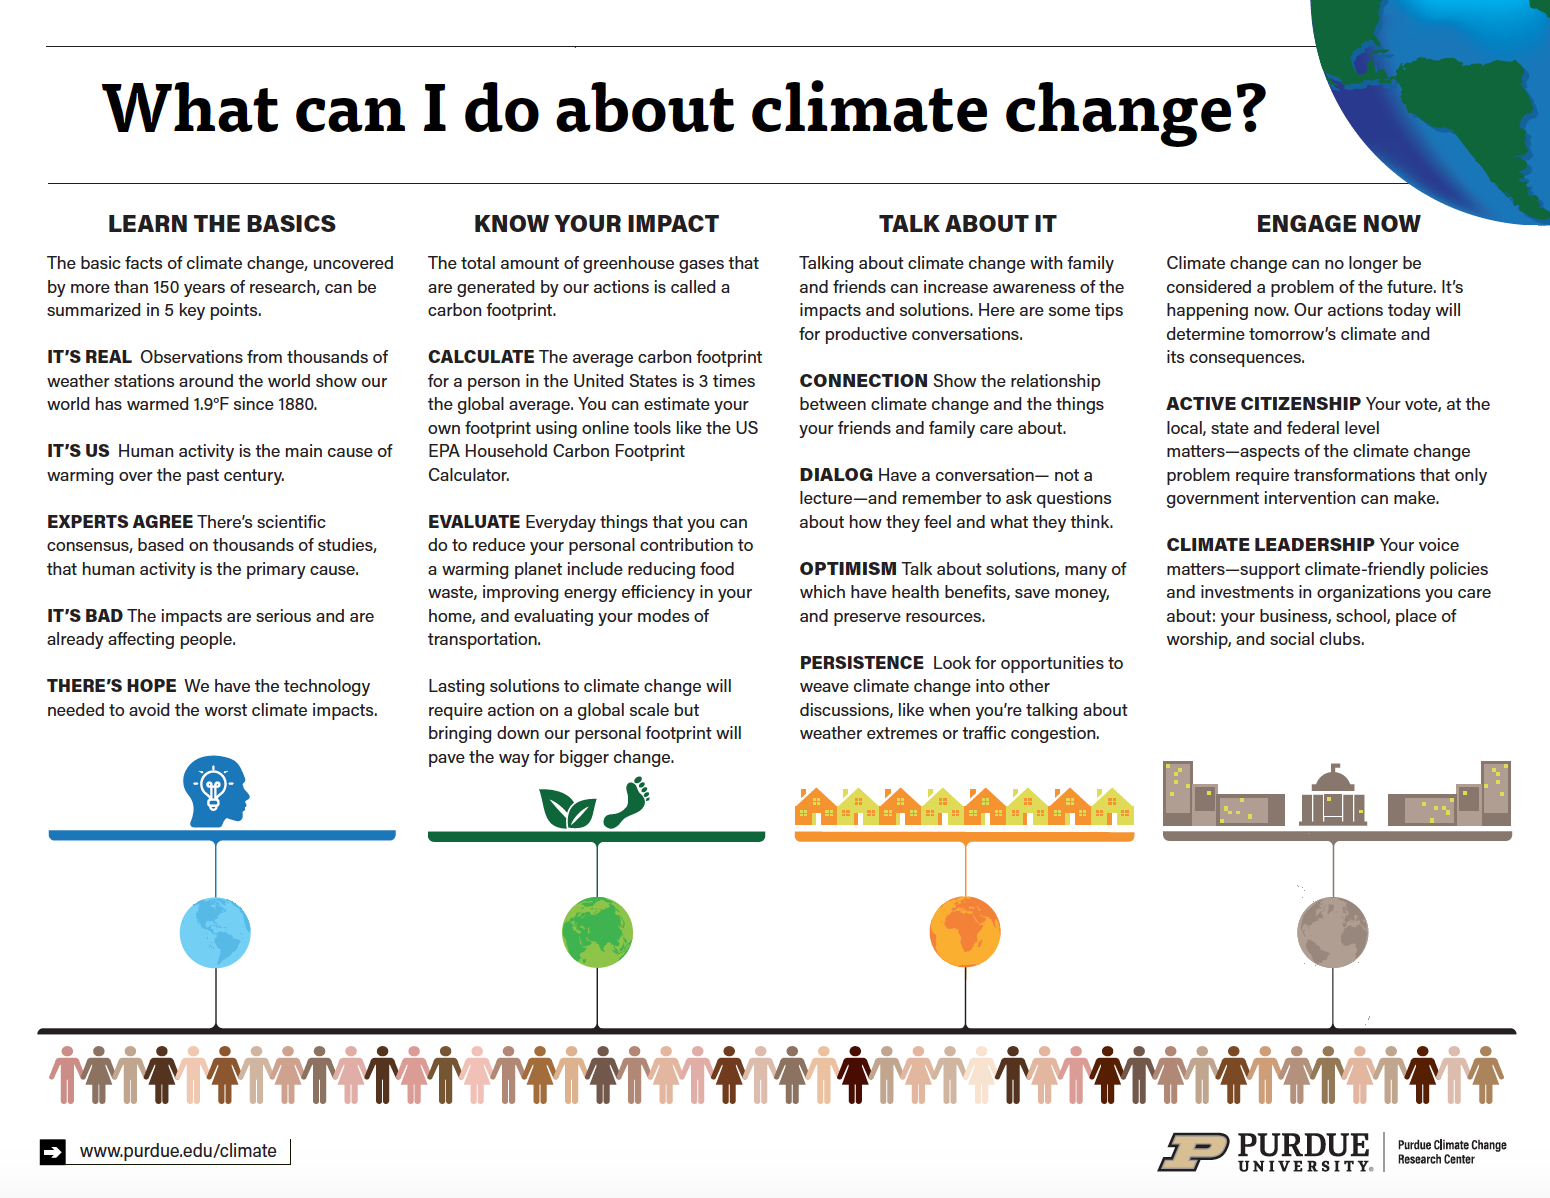 What can I do about climate change?
LEARN THE BASICS
The basic facts of climate change, uncovered
by more than 150 years of research, can be
summarized in 5 key points.
IT'S REAL  Observations from thousands of
weather stations around the world show our
world has warmed 1.9°F since 1880.
IT'S US  Human activity is the main cause of
warming over the past century.
EXPERTS AGREE There's scientific
consensus, based on thousands of studies,
that human activity is the primary cause.
IT'S BAD The impacts are serious and are
already affecting people.
THERE'S HOPE  We have the technology
needed to avoid the worst climate impacts.
KNOW YOUR IMPACT
The total amount of greenhouse gases that
are generated by our actions is called a
carbon footprint.
CALCULATE The average carbon footprint
for a person in the United States is 3 times
the global average. You can estimate your
own footprint using online tools like the US
EPA Household Carbon Footprint
Calculator.
EVALUATE Everyday things that you can
do to reduce your personal contribution to
a warming planet include reducing food
waste, improving energy efficiency in your
home, and evaluating your modes of
transportation.
Lasting solutions to climate change will
require action on a global scale but
bringing down our personal footprint will
pave the way for bigger change.
TALK ABOUT IT
Talking about climate change with family
and friends can increase awareness of the
impacts and solutions. Here are some tips
for productive conversations.
CONNECTION Show the relationship
between climate change and the things
your friends and family care about.
DIALOG Have a conversation— not a
lecture—and remember to ask questions
about how they feel and what they think.
OPTIMISM Talk about solutions, many of
which have health benefits, save money,
and preserve resources.
PERSISTENCE  Look for opportunities to
weave climate change into other
discussions, like when you're talking about
weather extremes or traffic congestion.
ENGAGE NOW
Climate change can no longer be
considered a problem of the future. It's
happening now. Our actions today will
determine tomorrow's climate and
its consequences.
ACTIVE CITIZENSHIP Your vote, at the
local, state and federal level
matters—aspects of the climate change
problem require transformations that only
government intervention can make.
CLIMATE LEADERSHIP Your voice
matters—support climate-friendly policies
and investments in organizations you care
about: your business, school, place of
worship, and social clubs.
www.purdue.edu/climate
P PURDUE
UNIVERSITY®
Purdue Climate Change
Research Center